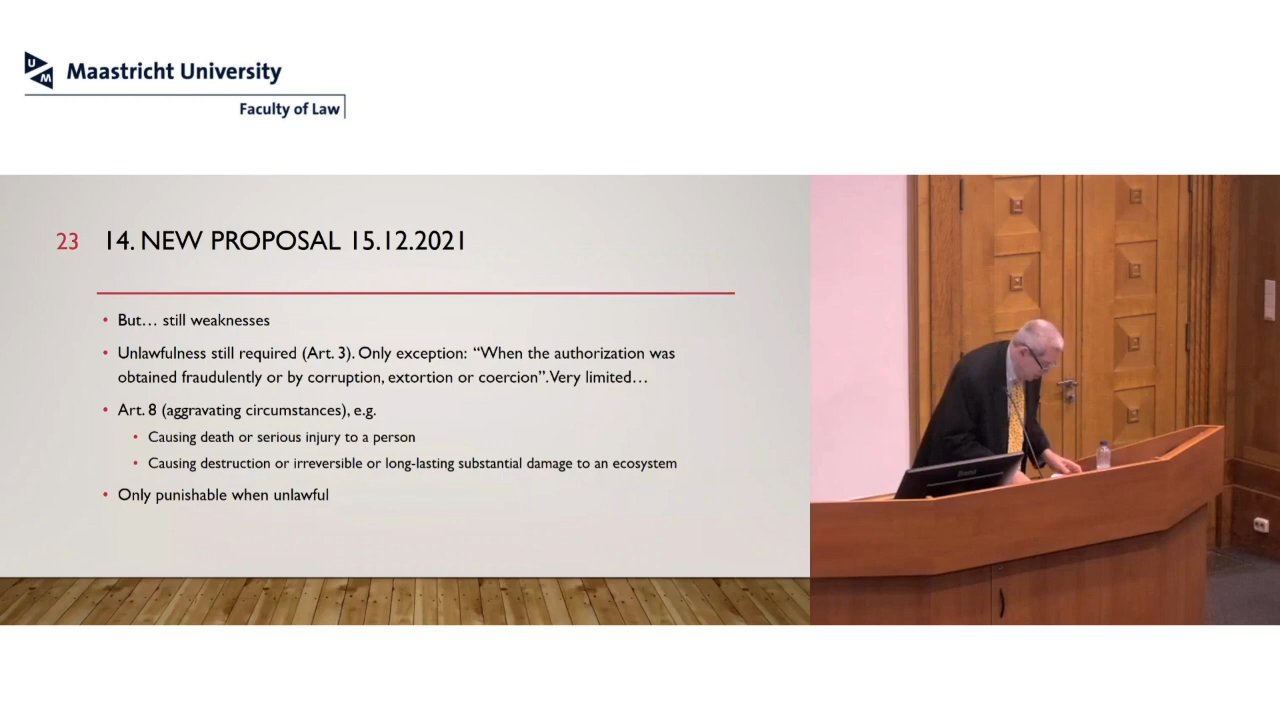 U
M
Maastricht University
Faculty of Law
23 14. NEW PROPOSAL 15.12.2021
• But… still weaknesses
• Unlawfulness still required (Art. 3). Only exception: “When the authorization was
obtained fraudulently or by corruption, extortion or coercion”. Very limited…
• Art. 8 (aggravating circumstances), e.g.
• Causing death or serious injury to a person
• Causing destruction or irreversible or long-lasting substantial damage to an ecosystem
• Only punishable when unlawful